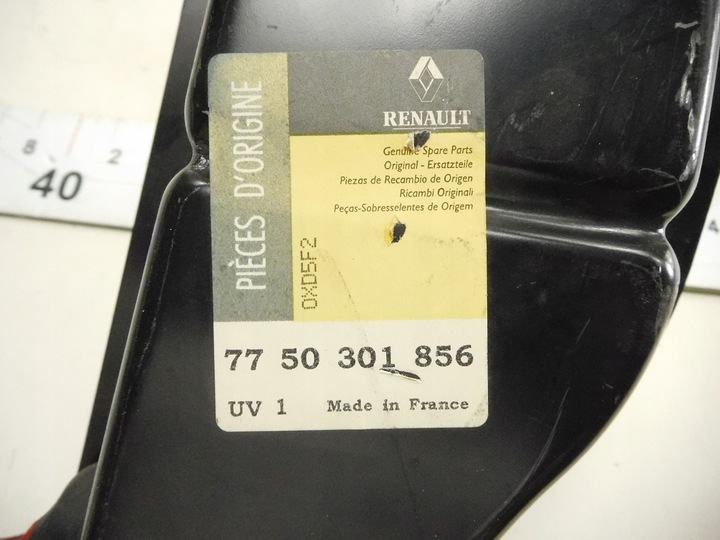 PIÈCES D'ORIGINE
RENAULT
Genuine Spare Parts
Original - Ersatzteile
Piezas de Recambio de Origen
Ricambi Originali
Peças-Sobresselentes de Origem
0XD5F2
77 50 301 856
UV 1 Made in France
8 2
40
4